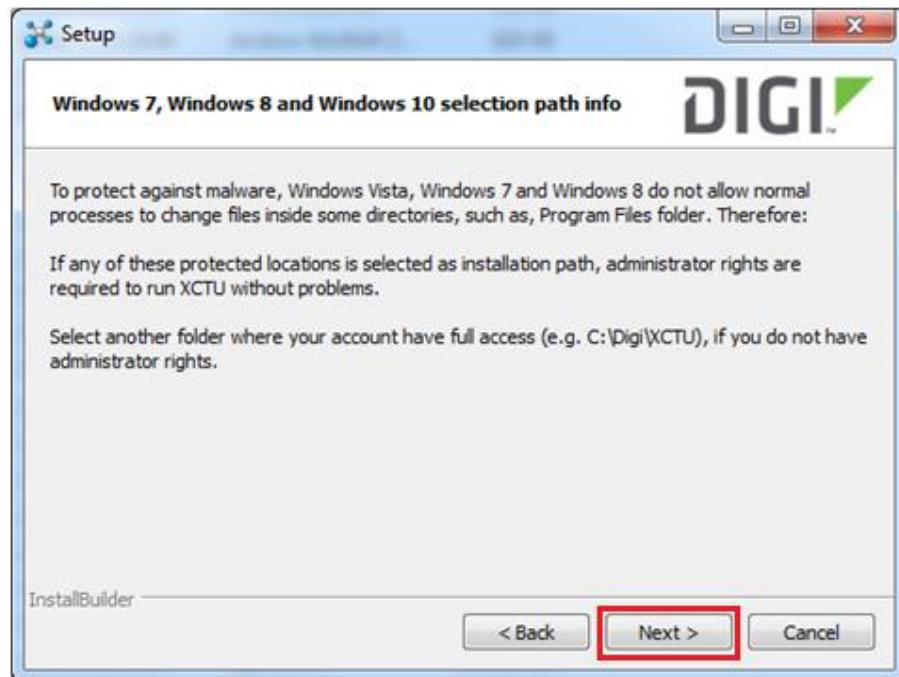 Setup
Windows 7, Windows 8 and Windows 10 selection path info
DIGI
To protect against malware, Windows Vista, Windows 7 and Windows 8 do not allow normal
processes to change files inside some directories, such as, Program Files folder. Therefore:
If any of these protected locations is selected as installation path, administrator rights are
required to run XCTU without problems.
Select another folder where your account have full access (e.g. C:\Digi\XCTU), if you do not have
administrator rights.
InstallBuilder
< Back
Next >
Cancel